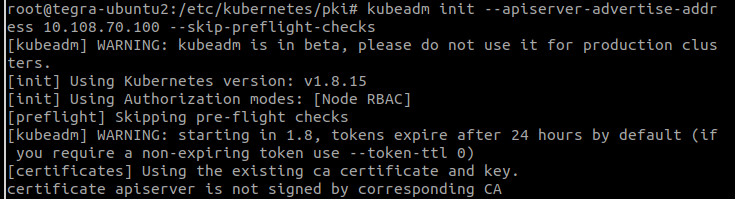 root@tegra-ubuntu2:/etc/kubernetes/pki# kubeadm init --apiserver-advertise-addr
ess 10.108.70.100 --skip-preflight-checks
[kubeadm] WARNING: kubeadm is in beta, please do not use it for production clus
ters.
[init] Using Kubernetes version: v1.8.15
[init] Using Authorization modes: [Node RBAC]
[preflight] Skipping pre-flight checks
[kubeadm] WARNING: starting in 1.8, tokens expire after 24 hours by default (if
 you require a non-expiring token use --token-ttl 0)
[certificates] Using the existing ca certificate and key.
certificate apiserver is not signed by corresponding CA